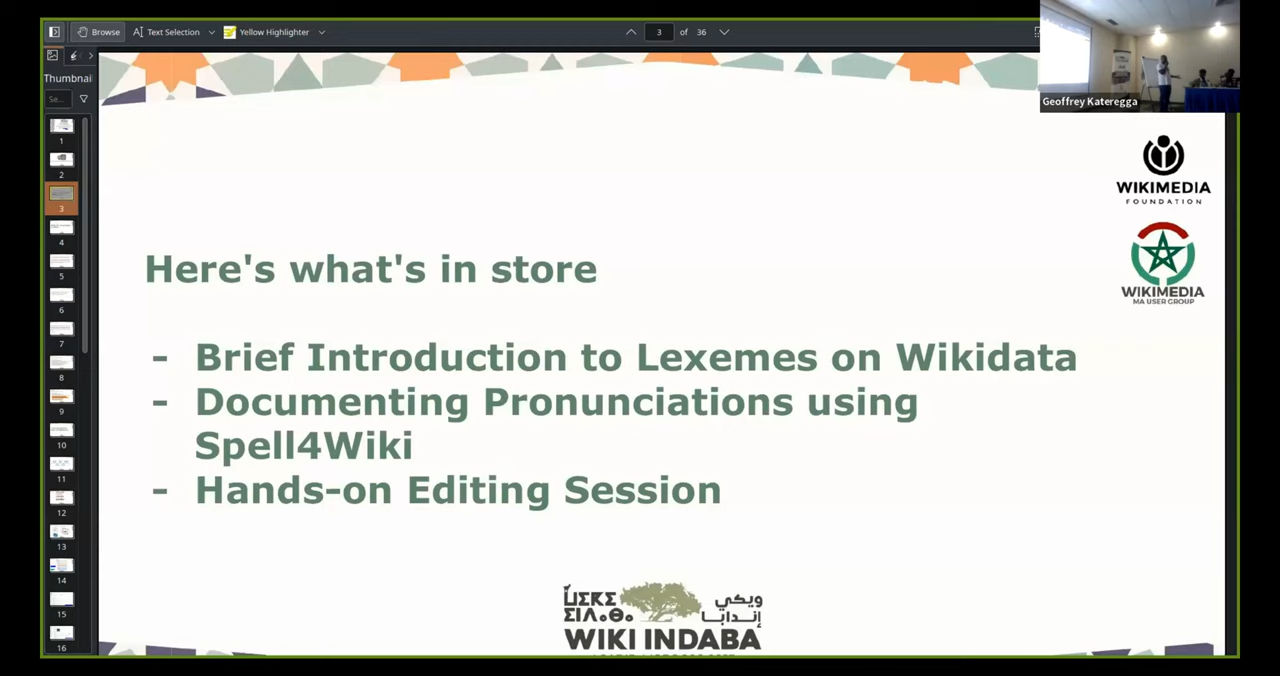 Browse
Text Selection
Yellow Highlighter
3 of 36
Thumbnai
Se...
1
2
3
4
5
6
7
8
9
10
11
12
13
14
15
16
Geoffrey Kateregga
WIKIMEDIA
FOUNDATION
WIKIMEDIA
MA USER GROUP
Here's what's in store
- Brief Introduction to Lexemes on Wikidata
- Documenting Pronunciations using
Spell4Wiki
- Hands-on Editing Session
ويكي
إندابا
WIKI INDABA